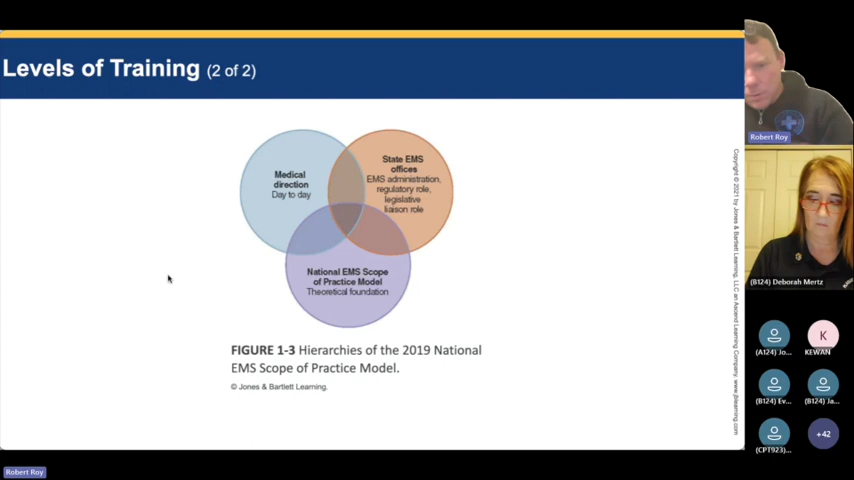 Levels of Training (2 of 2)
Medical
direction
Day to day
State EMS
offices
EMS administration,
regulatory role,
legislative
liaison role
National EMS Scope
of Practice Model
Theoretical foundation
FIGURE 1-3 Hierarchies of the 2019 National
EMS Scope of Practice Model.
© Jones & Bartlett Learning.
Copyright © 2021 by Jones & Bartlett Learning, LLC an Ascend Learning Company. www.jblearning.com
Robert Roy
(B124) Deborah Mertz
(A124) Jo...
K
KEWAN
(B124) Ev...
(B124) Ja...
(CPT923)...
+42
Robert Roy